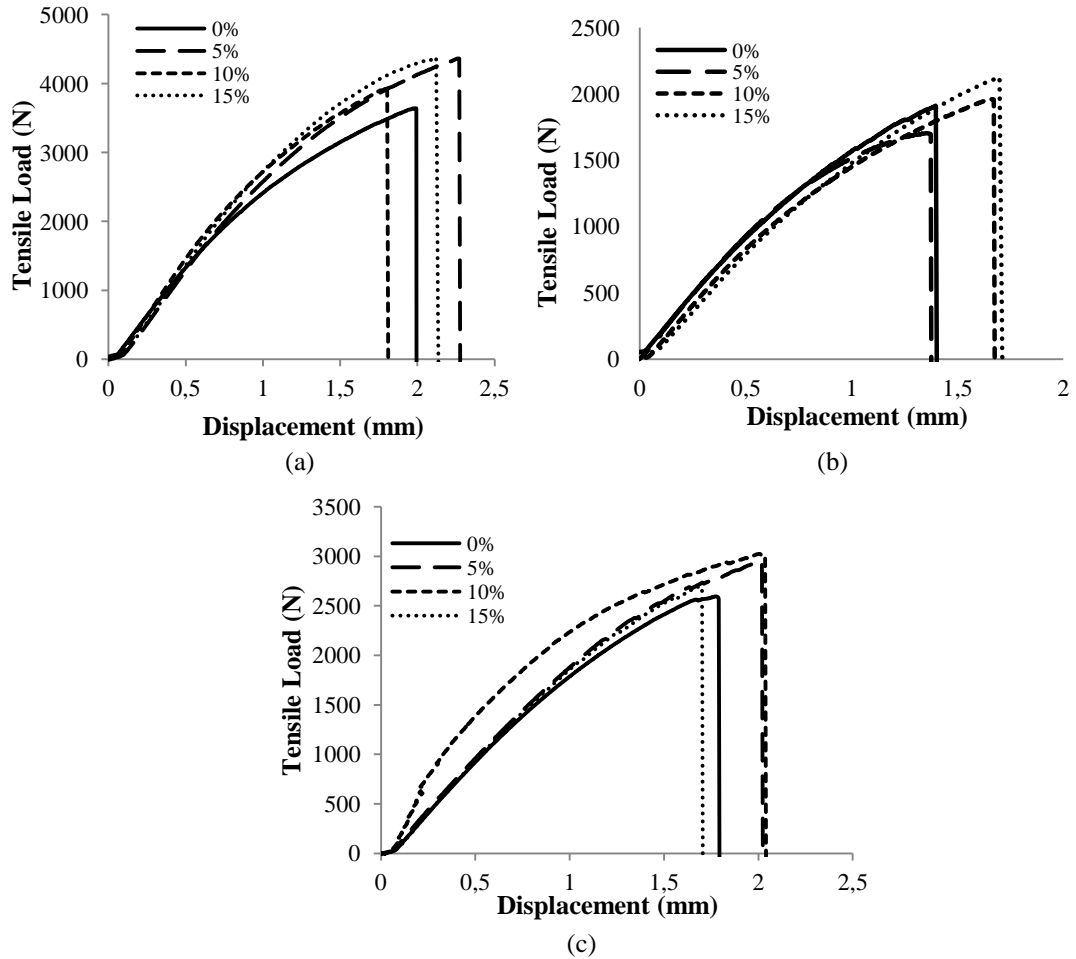 5000
4000
3000
2000
1000
0
Tensile Load (N)
0%
5%
10%
15%
0 0,5 1 1,5 2 2,5
Displacement (mm)
(a)
2500
2000
1500
1000
500
0
Tensile Load (N)
0%
5%
10%
15%
0 0,5 1 1,5 2
Displacement (mm)
(b)
3500
3000
2500
2000
1500
1000
500
0
Tensile Load (N)
0%
5%
10%
15%
0 0,5 1 1,5 2 2,5
Displacement (mm)
(c)